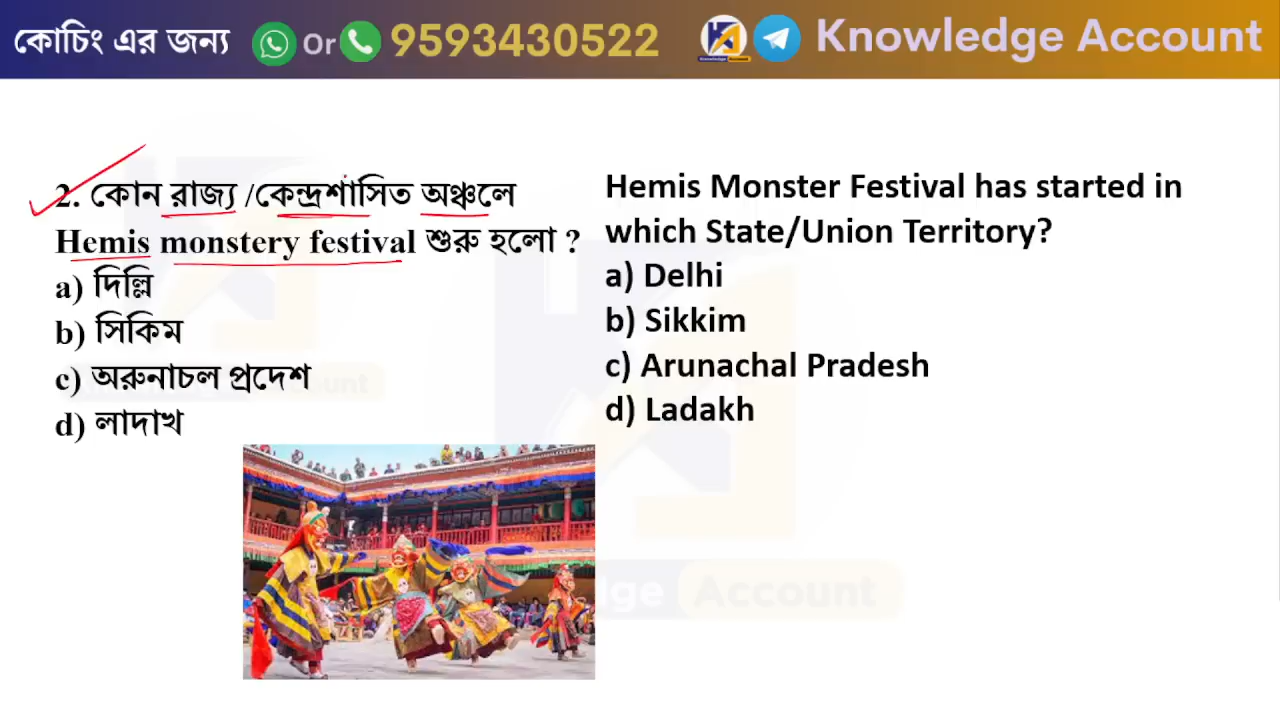 কোচিং এর জন্য Or 9593430522 Knowledge Account
2. কোন রাজ্য /কেন্দ্রশাসিত অঞ্চলে
Hemis monstery festival শুরু হলো ?
a) দিল্লি
b) সিকিম
c) অরুনাচল প্রদেশ
d) লাদাখ
Hemis Monster Festival has started in
which State/Union Territory?
a) Delhi
b) Sikkim
c) Arunachal Pradesh
d) Ladakh